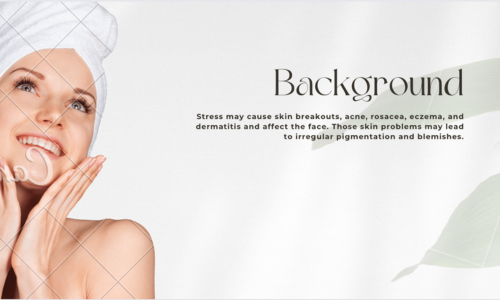 Background
Stress may cause skin breakouts, acne, rosacea, eczema, and
dermatitis and affect the face. Those skin problems may lead
to irregular pigmentation and blemishes.